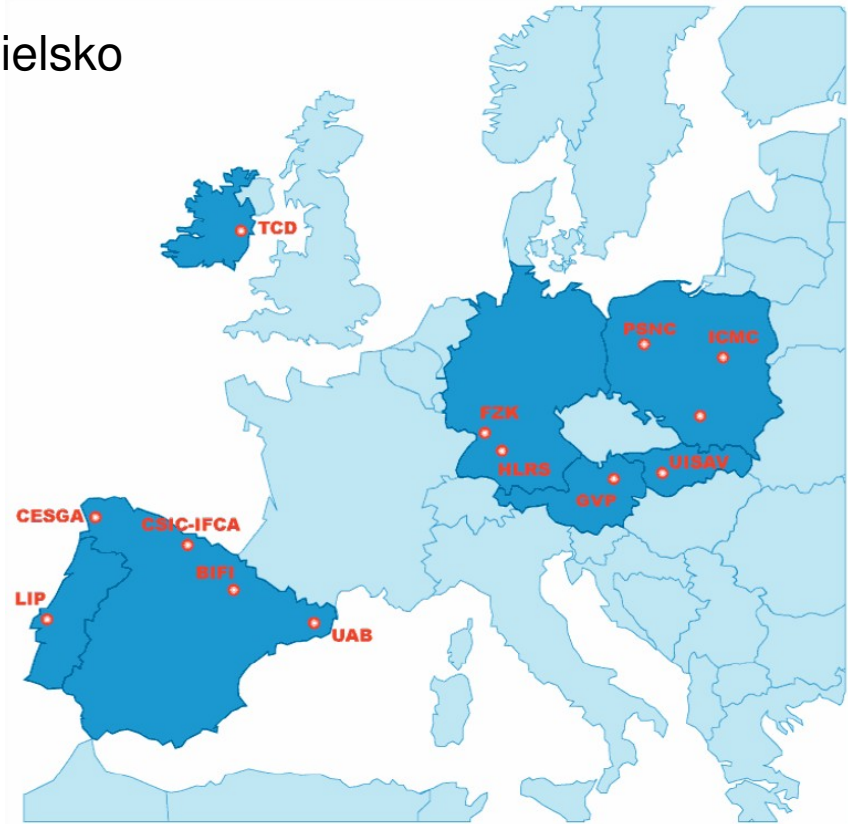 ielsko
TCD
PSNC
ICMC
FZK
HLRS
UISAV
GVP
CESGA
CSIC-IFCA
BIFI
LIP
UAB